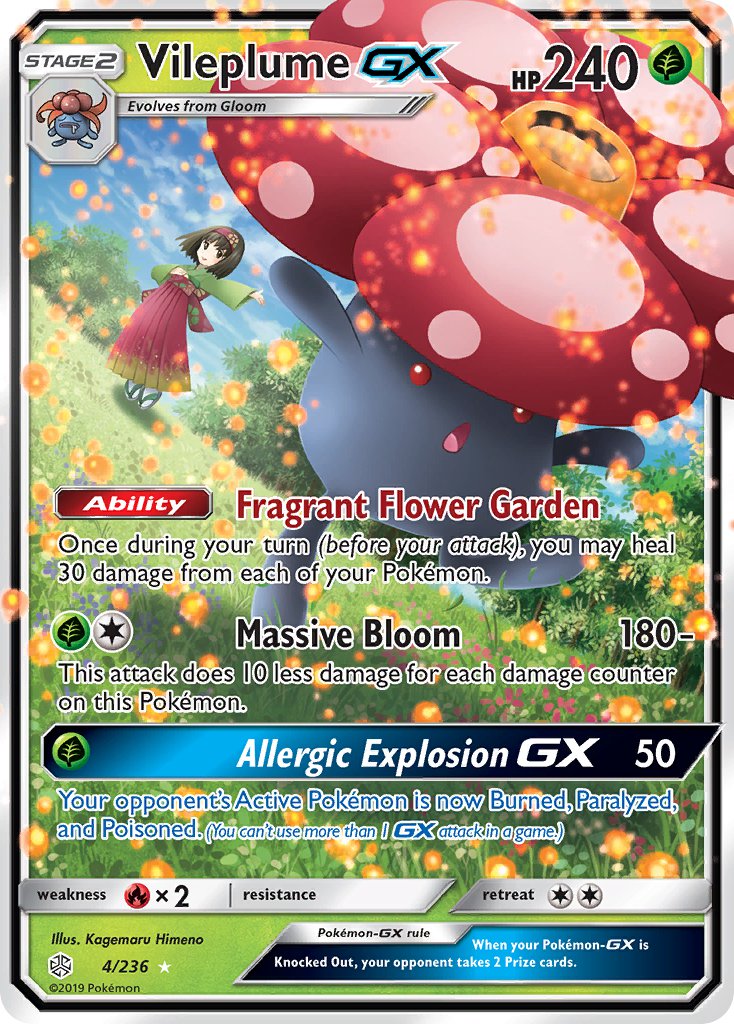 STAGE 2 Vileplume GX HP 240
Evolves from Gloom
Ability Fragrant Flower Garden
Once during your turn (before your attack), you may heal
30 damage from each of your Pokémon.
Massive Bloom 180-
This attack does 10 less damage for each damage counter
on this Pokémon.
Allergic Explosion GX 50
Your opponent's Active Pokémon is now Burned, Paralyzed,
and Poisoned. (You can't use more than 1 GX attack in a game.)
weakness ×2 resistance retreat
Illus. Kagemaru Himeno
4/236
©2019 Pokémon
Pokémon-GX rule
When your Pokémon-GX is
Knocked Out, your opponent takes 2 Prize cards.